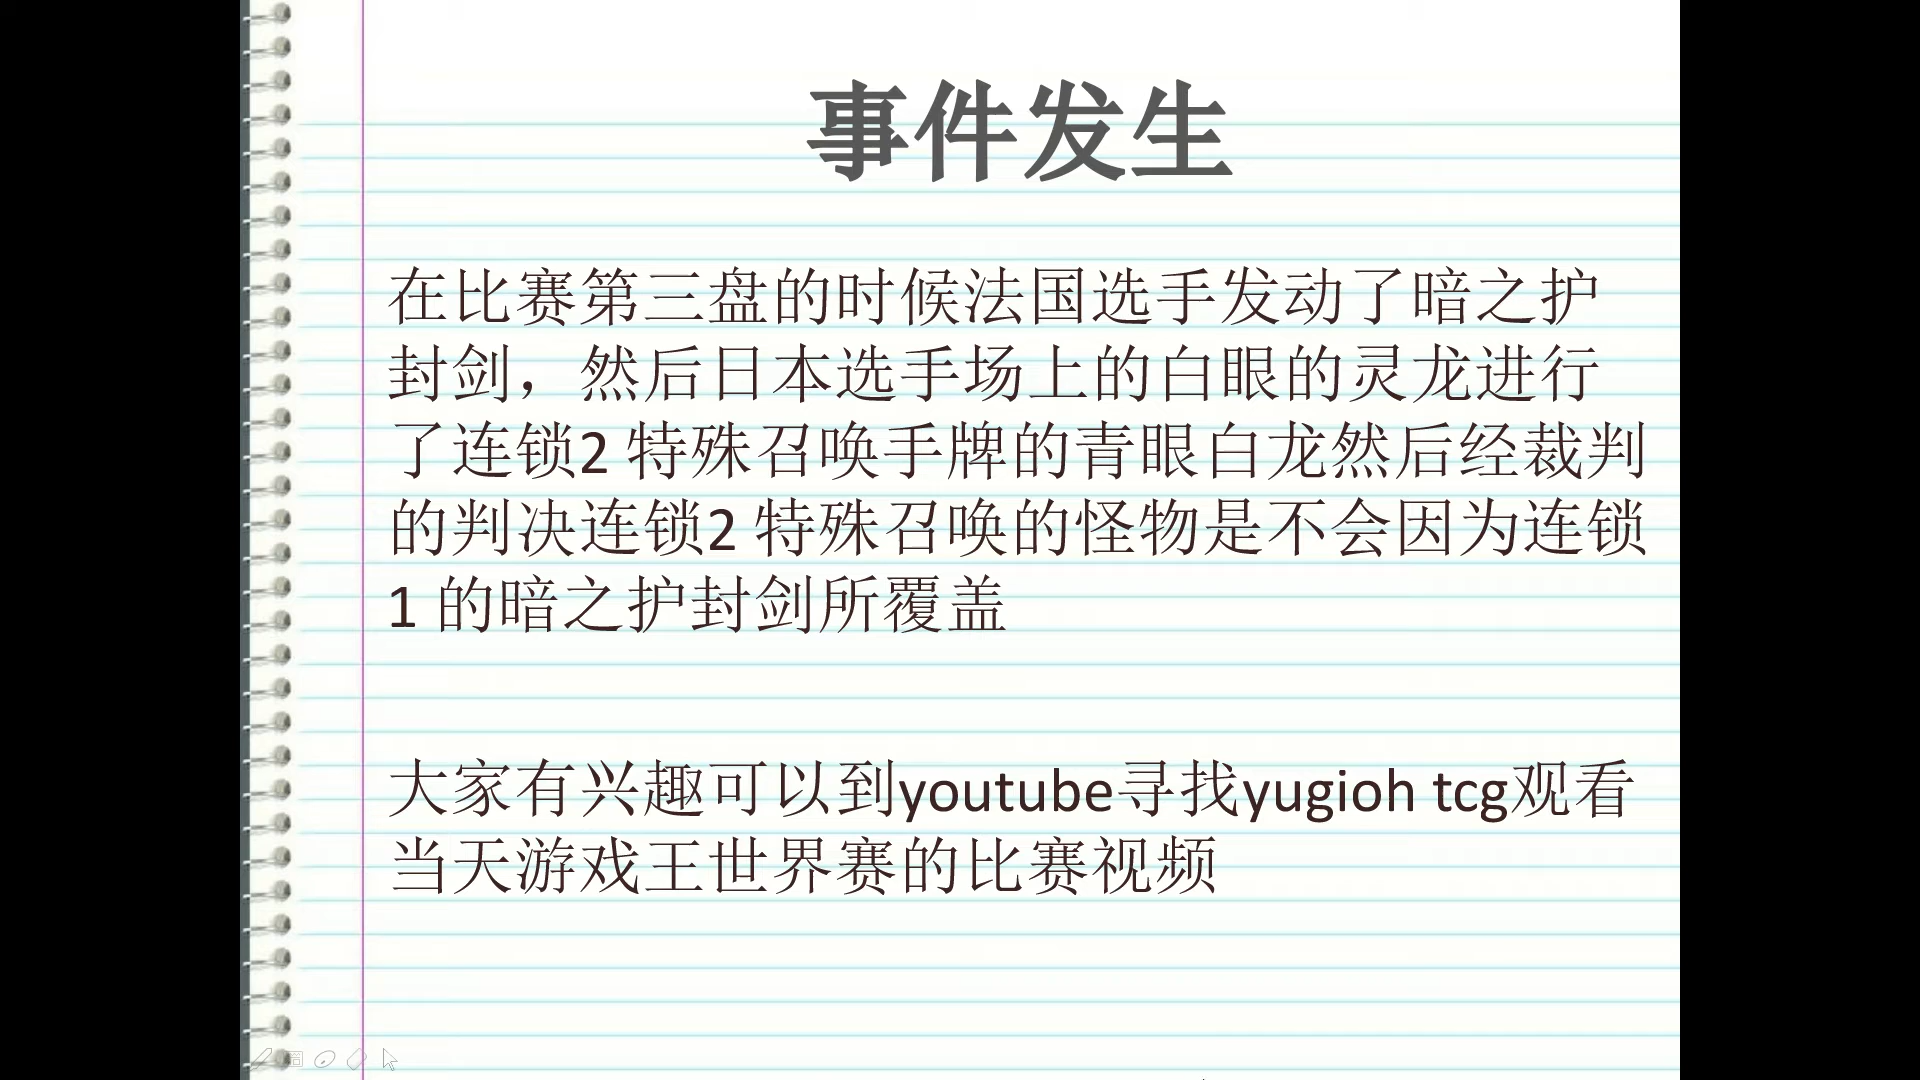 事件发生
在比赛第三盘的时候法国选手发动了暗之护
封剑，然后日本选手场上的白眼的灵龙进行
了连锁2 特殊召唤手牌的青眼白龙然后经裁判
的判决连锁2 特殊召唤的怪物是不会因为连锁
1 的暗之护封剑所覆盖
大家有兴趣可以到youtube寻找yugioh tcg观看
当天游戏王世界赛的比赛视频